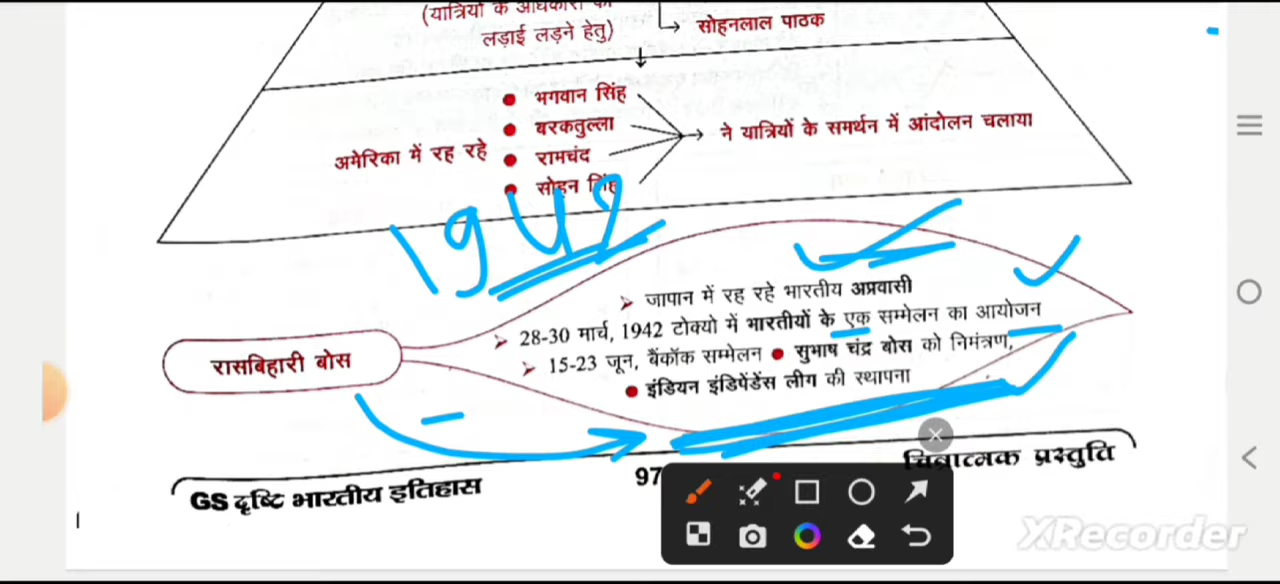 (यात्रियों के अधिकारों की
लड़ाई लड़ने हेतु)
सोहनलाल पाठक
अमेरिका में रह रहे
भगवान सिंह
बरकतुल्ला
रामचंद
सोहन सिंह
ने यात्रियों के समर्थन में आंदोलन चलाया
1942
रासबिहारी बोस
जापान में रह रहे भारतीय अप्रवासी
28-30 मार्च, 1942 टोक्यो में भारतीयों के एक सम्मेलन का आयोजन
15-23 जून, बैंकॉक सम्मेलन ● सुभाष चंद्र बोस को निमंत्रण,
● इंडियन इंडिपेंडेंस लीग की स्थापना
GS दृष्टि भारतीय इतिहास
97
चित्रात्मक प्रस्तुति
XRecorder